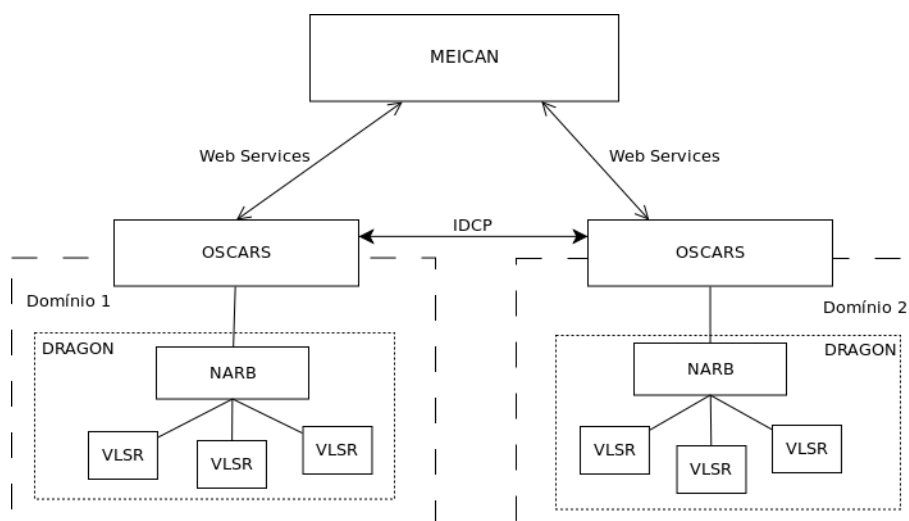 MEICAN
Web Services
Web Services
OSCARS
IDCP
OSCARS
Domínio 1
Domínio 2
DRAGON
DRAGON
NARB
NARB
VLSR
VLSR
VLSR
VLSR
VLSR
VLSR